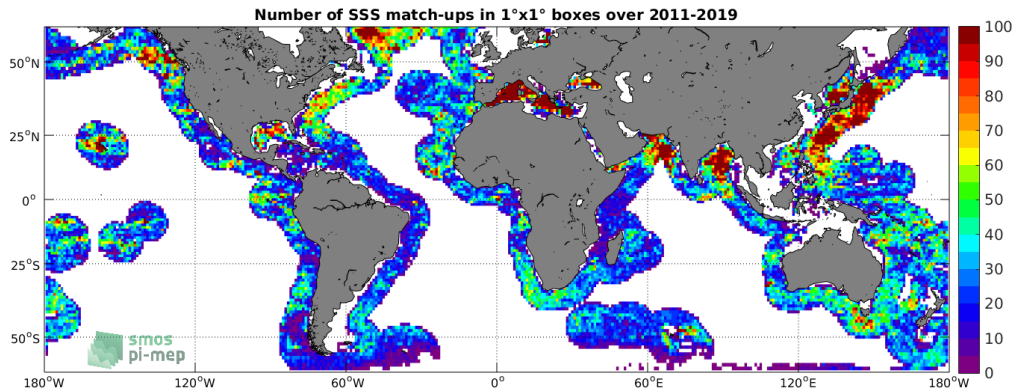 Number of SSS match-ups in 1°x1° boxes over 2011-2019
50°N
25°N
0°
25°S
50°S
180°W
120°W
60°W
0°
60°E
120°E
180°W
100
90
80
70
60
50
40
30
20
10
0
smos
pi-mep